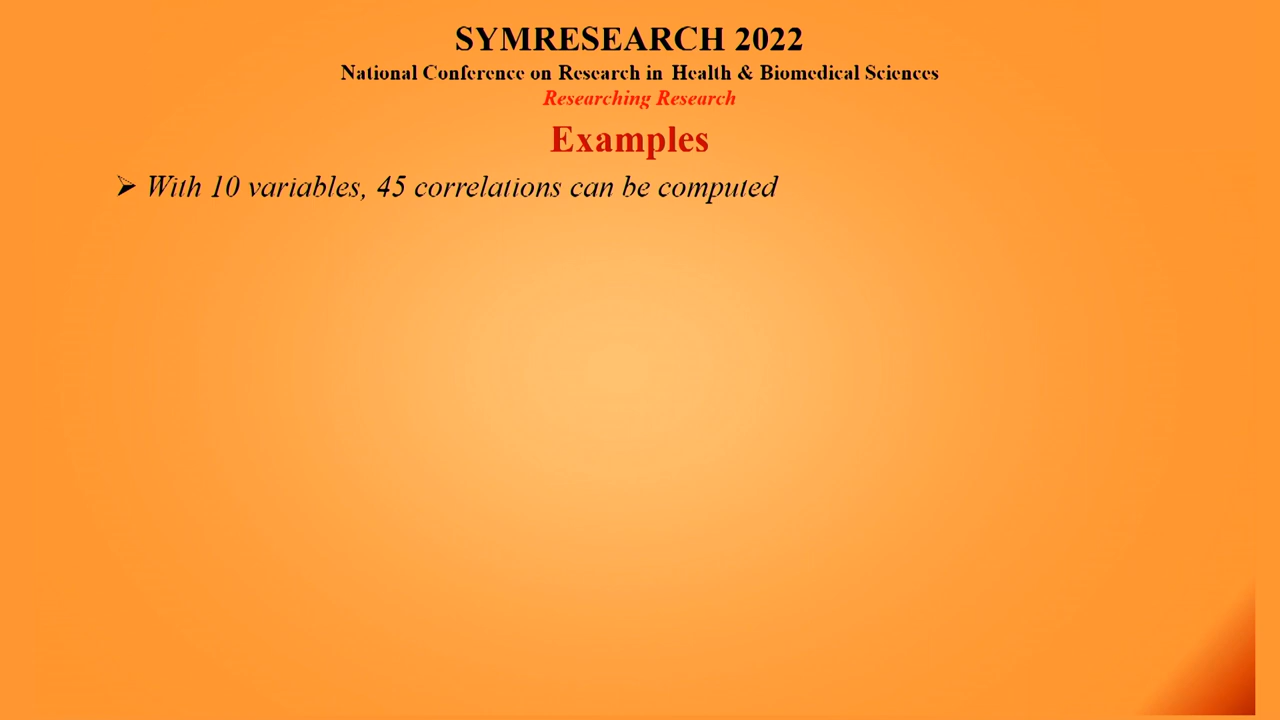 SYMRESEARCH 2022
National Conference on Research in Health & Biomedical Sciences
Researching Research
Examples
➢ With 10 variables, 45 correlations can be computed